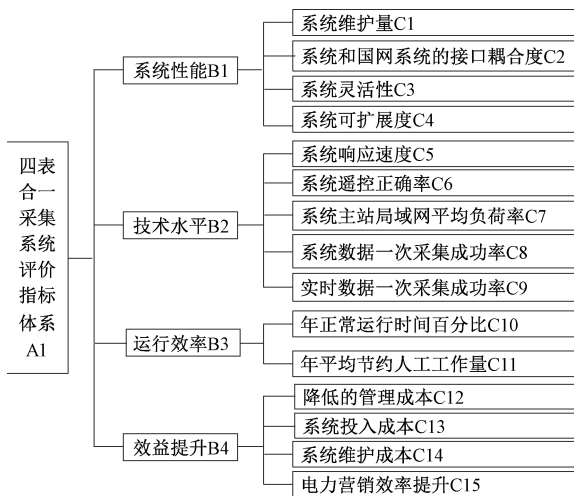 四表
合一
采集
系统
评价
指标
体系
A1
系统性能B1
系统维护量C1
系统和国网系统的接口耦合度C2
系统灵活性C3
系统可扩展度C4
技术水平B2
系统响应速度C5
系统遥控正确率C6
系统主站局域网平均负荷率C7
系统数据一次采集成功率C8
实时数据一次采集成功率C9
运行效率B3
年正常运行时间百分比C10
年平均节约人工工作量C11
效益提升B4
降低的管理成本C12
系统投入成本C13
系统维护成本C14
电力营销效率提升C15